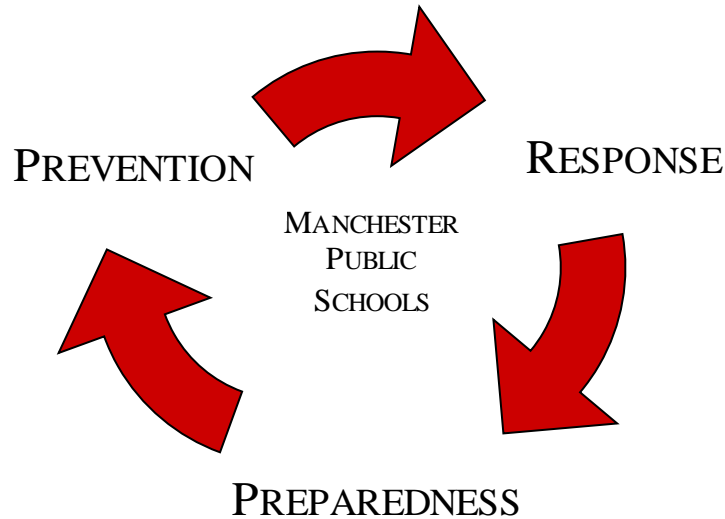 PREVENTION
RESPONSE
MANCHESTER
PUBLIC
SCHOOLS
PREPAREDNESS